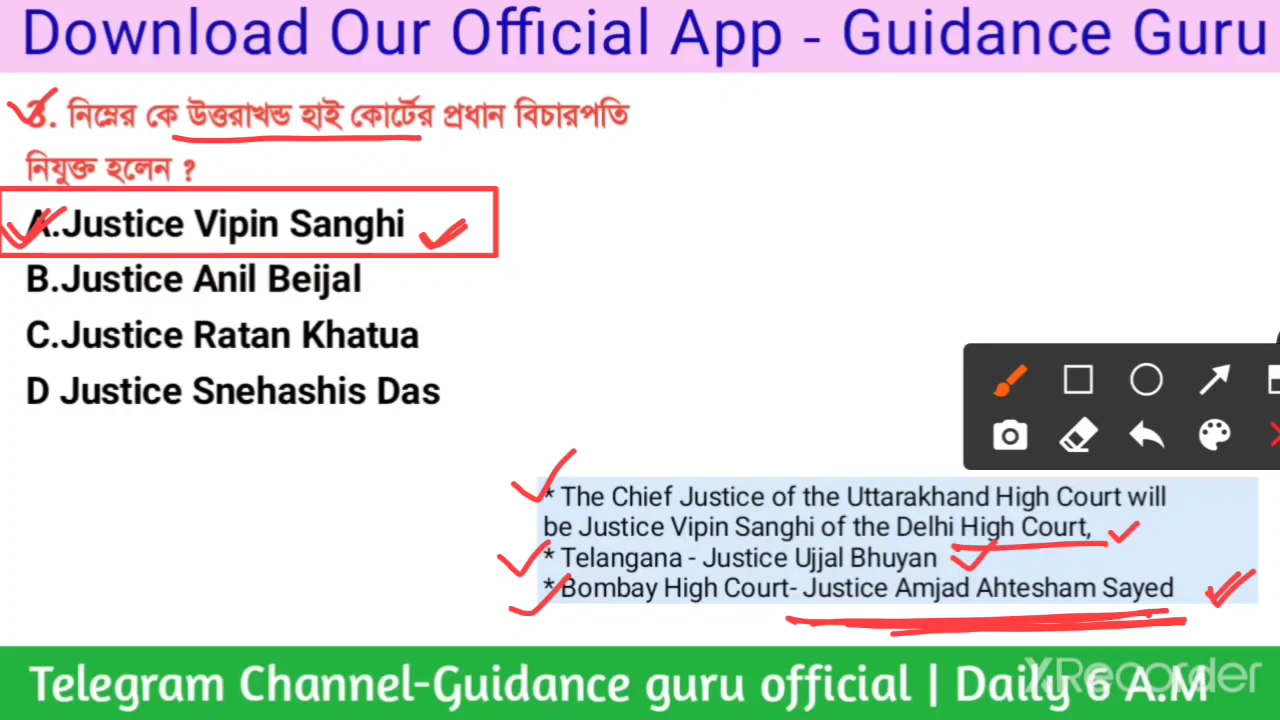 Download Our Official App - Guidance Guru
3. নিম্নের কে উত্তরাখন্ড হাই কোর্টের প্রধান বিচারপতি
নিযুক্ত হলেন ?
A.Justice Vipin Sanghi
B.Justice Anil Beijal
C.Justice Ratan Khatua
D Justice Snehashis Das
* The Chief Justice of the Uttarakhand High Court will
be Justice Vipin Sanghi of the Delhi High Court,
* Telangana - Justice Ujjal Bhuyan
* Bombay High Court- Justice Amjad Ahtesham Sayed
Telegram Channel-Guidance guru official | Daily 6 A.M
XRecorder